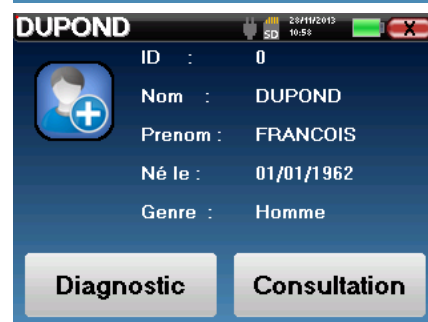 DUPOND
SD
28/11/2013
10:58
X
ID : 0
Nom : DUPOND
Prenom : FRANCOIS
Né le : 01/01/1962
Genre : Homme
Diagnostic
Consultation